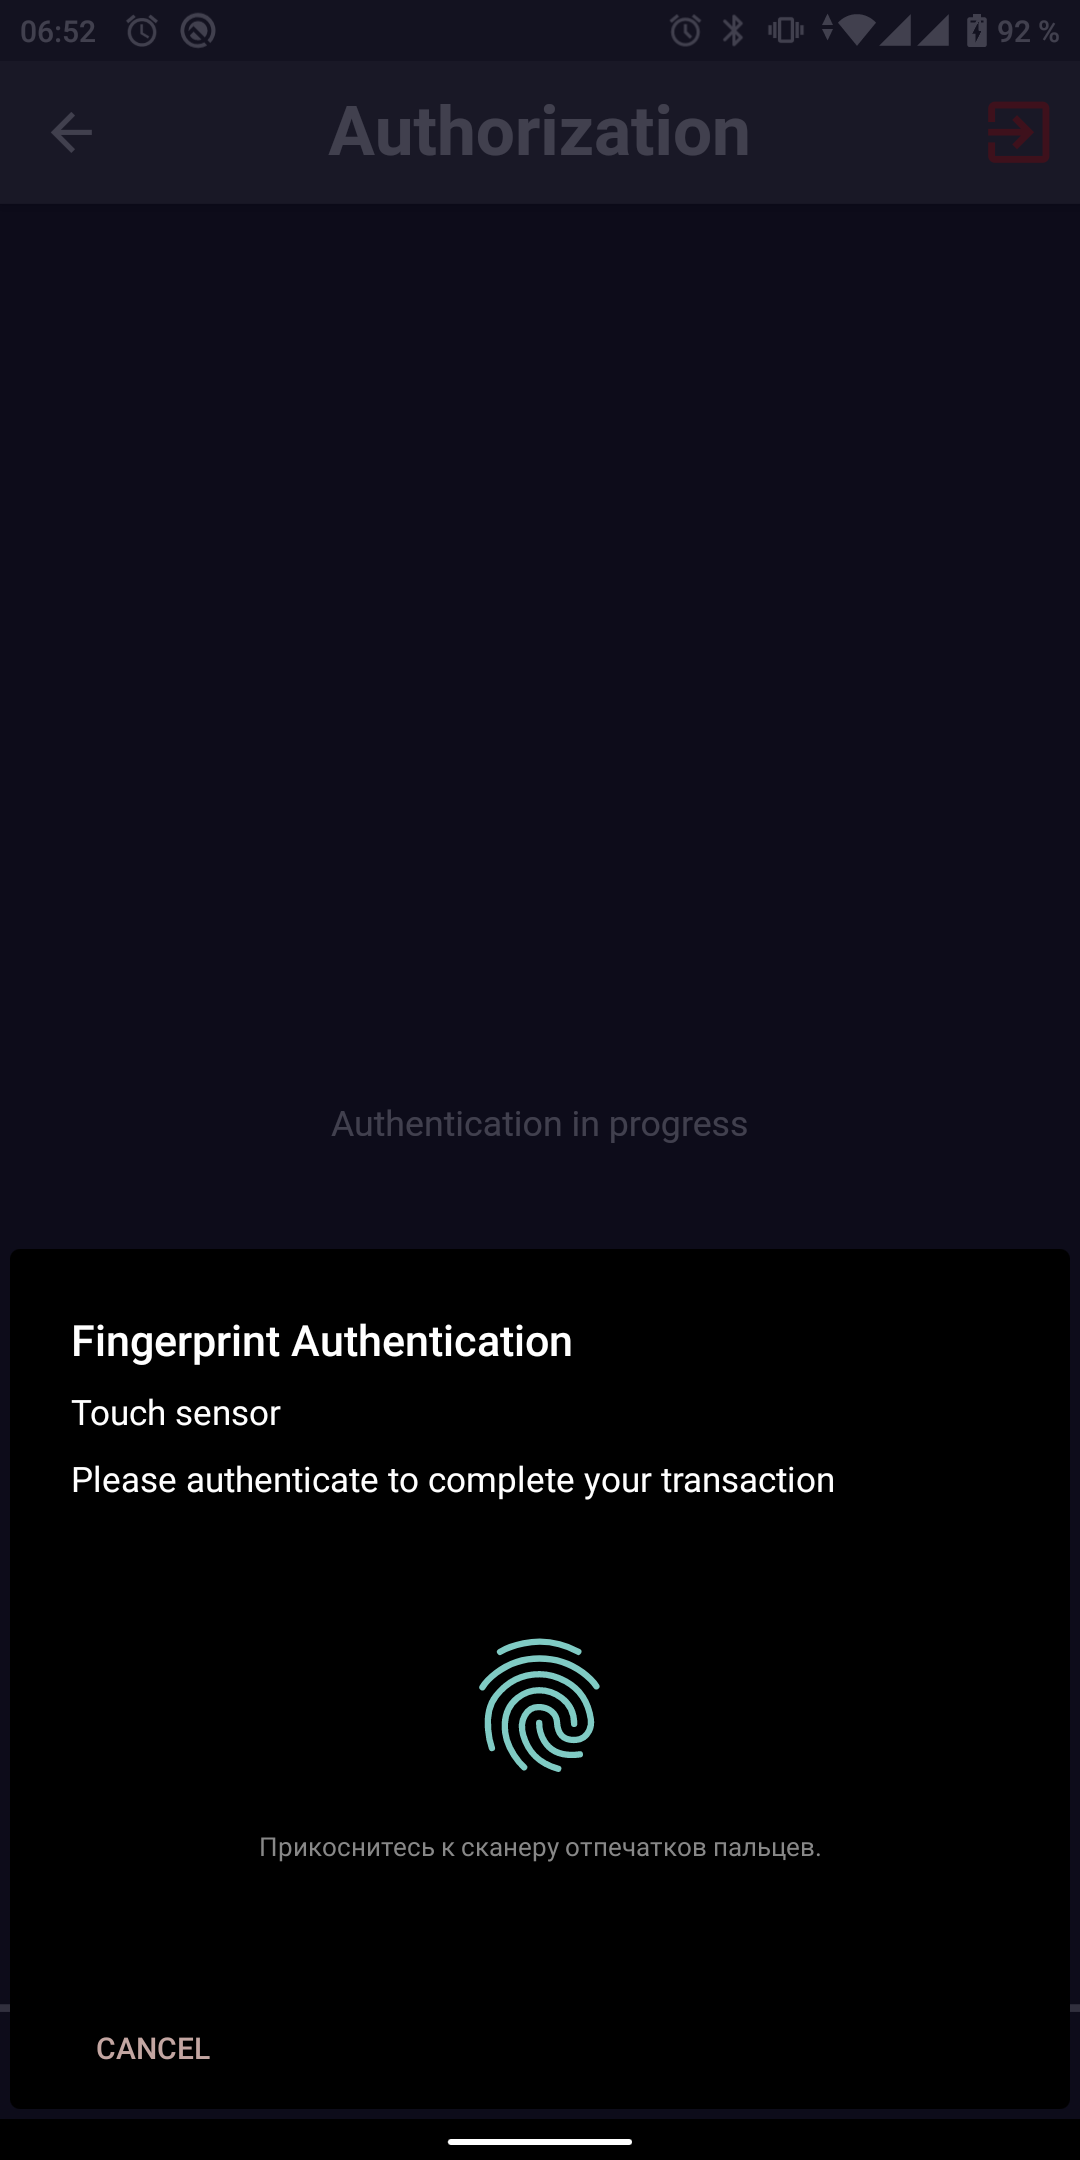 06:52 92 %
Authorization
Authentication in progress
Fingerprint Authentication
Touch sensor
Please authenticate to complete your transaction
Прикоснитесь к сканеру отпечатков пальцев.
CANCEL